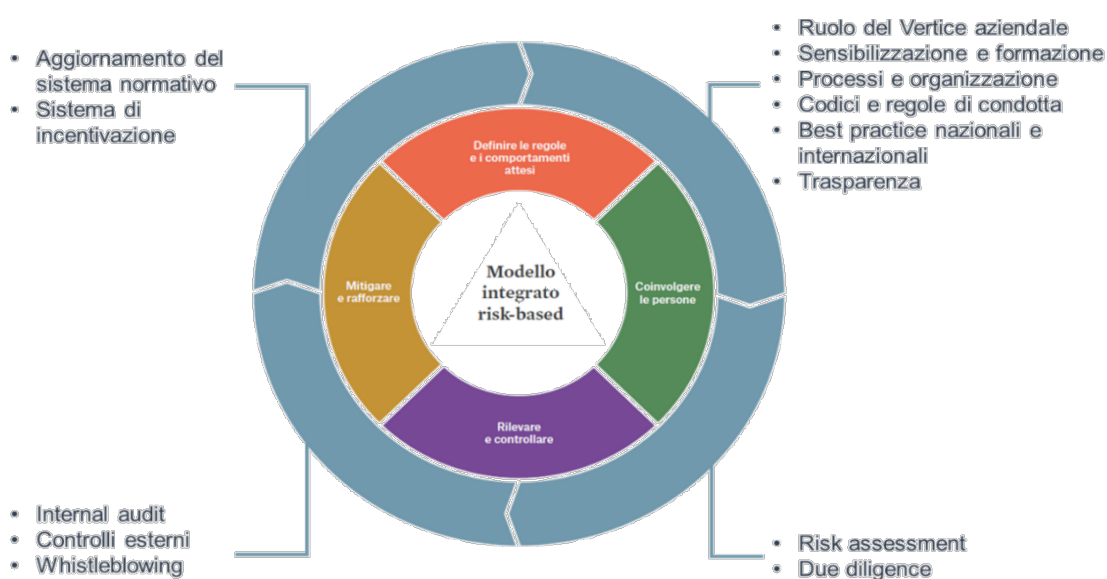 Aggiornamento del
sistema normativo
Sistema di
incentivazione
Ruolo del Vertice aziendale
Sensibilizzazione e formazione
Processi e organizzazione
Codici e regole di condotta
Best practice nazionali e
internazionali
Trasparenza
Definire le regole
e i comportamenti
attesi
Mitigare
e rafforzare
Modello
integrato
risk-based
Coinvolgere
le persone
Rilevare
e controllare
Internal audit
Controlli esterni
Whistleblowing
Risk assessment
Due diligence